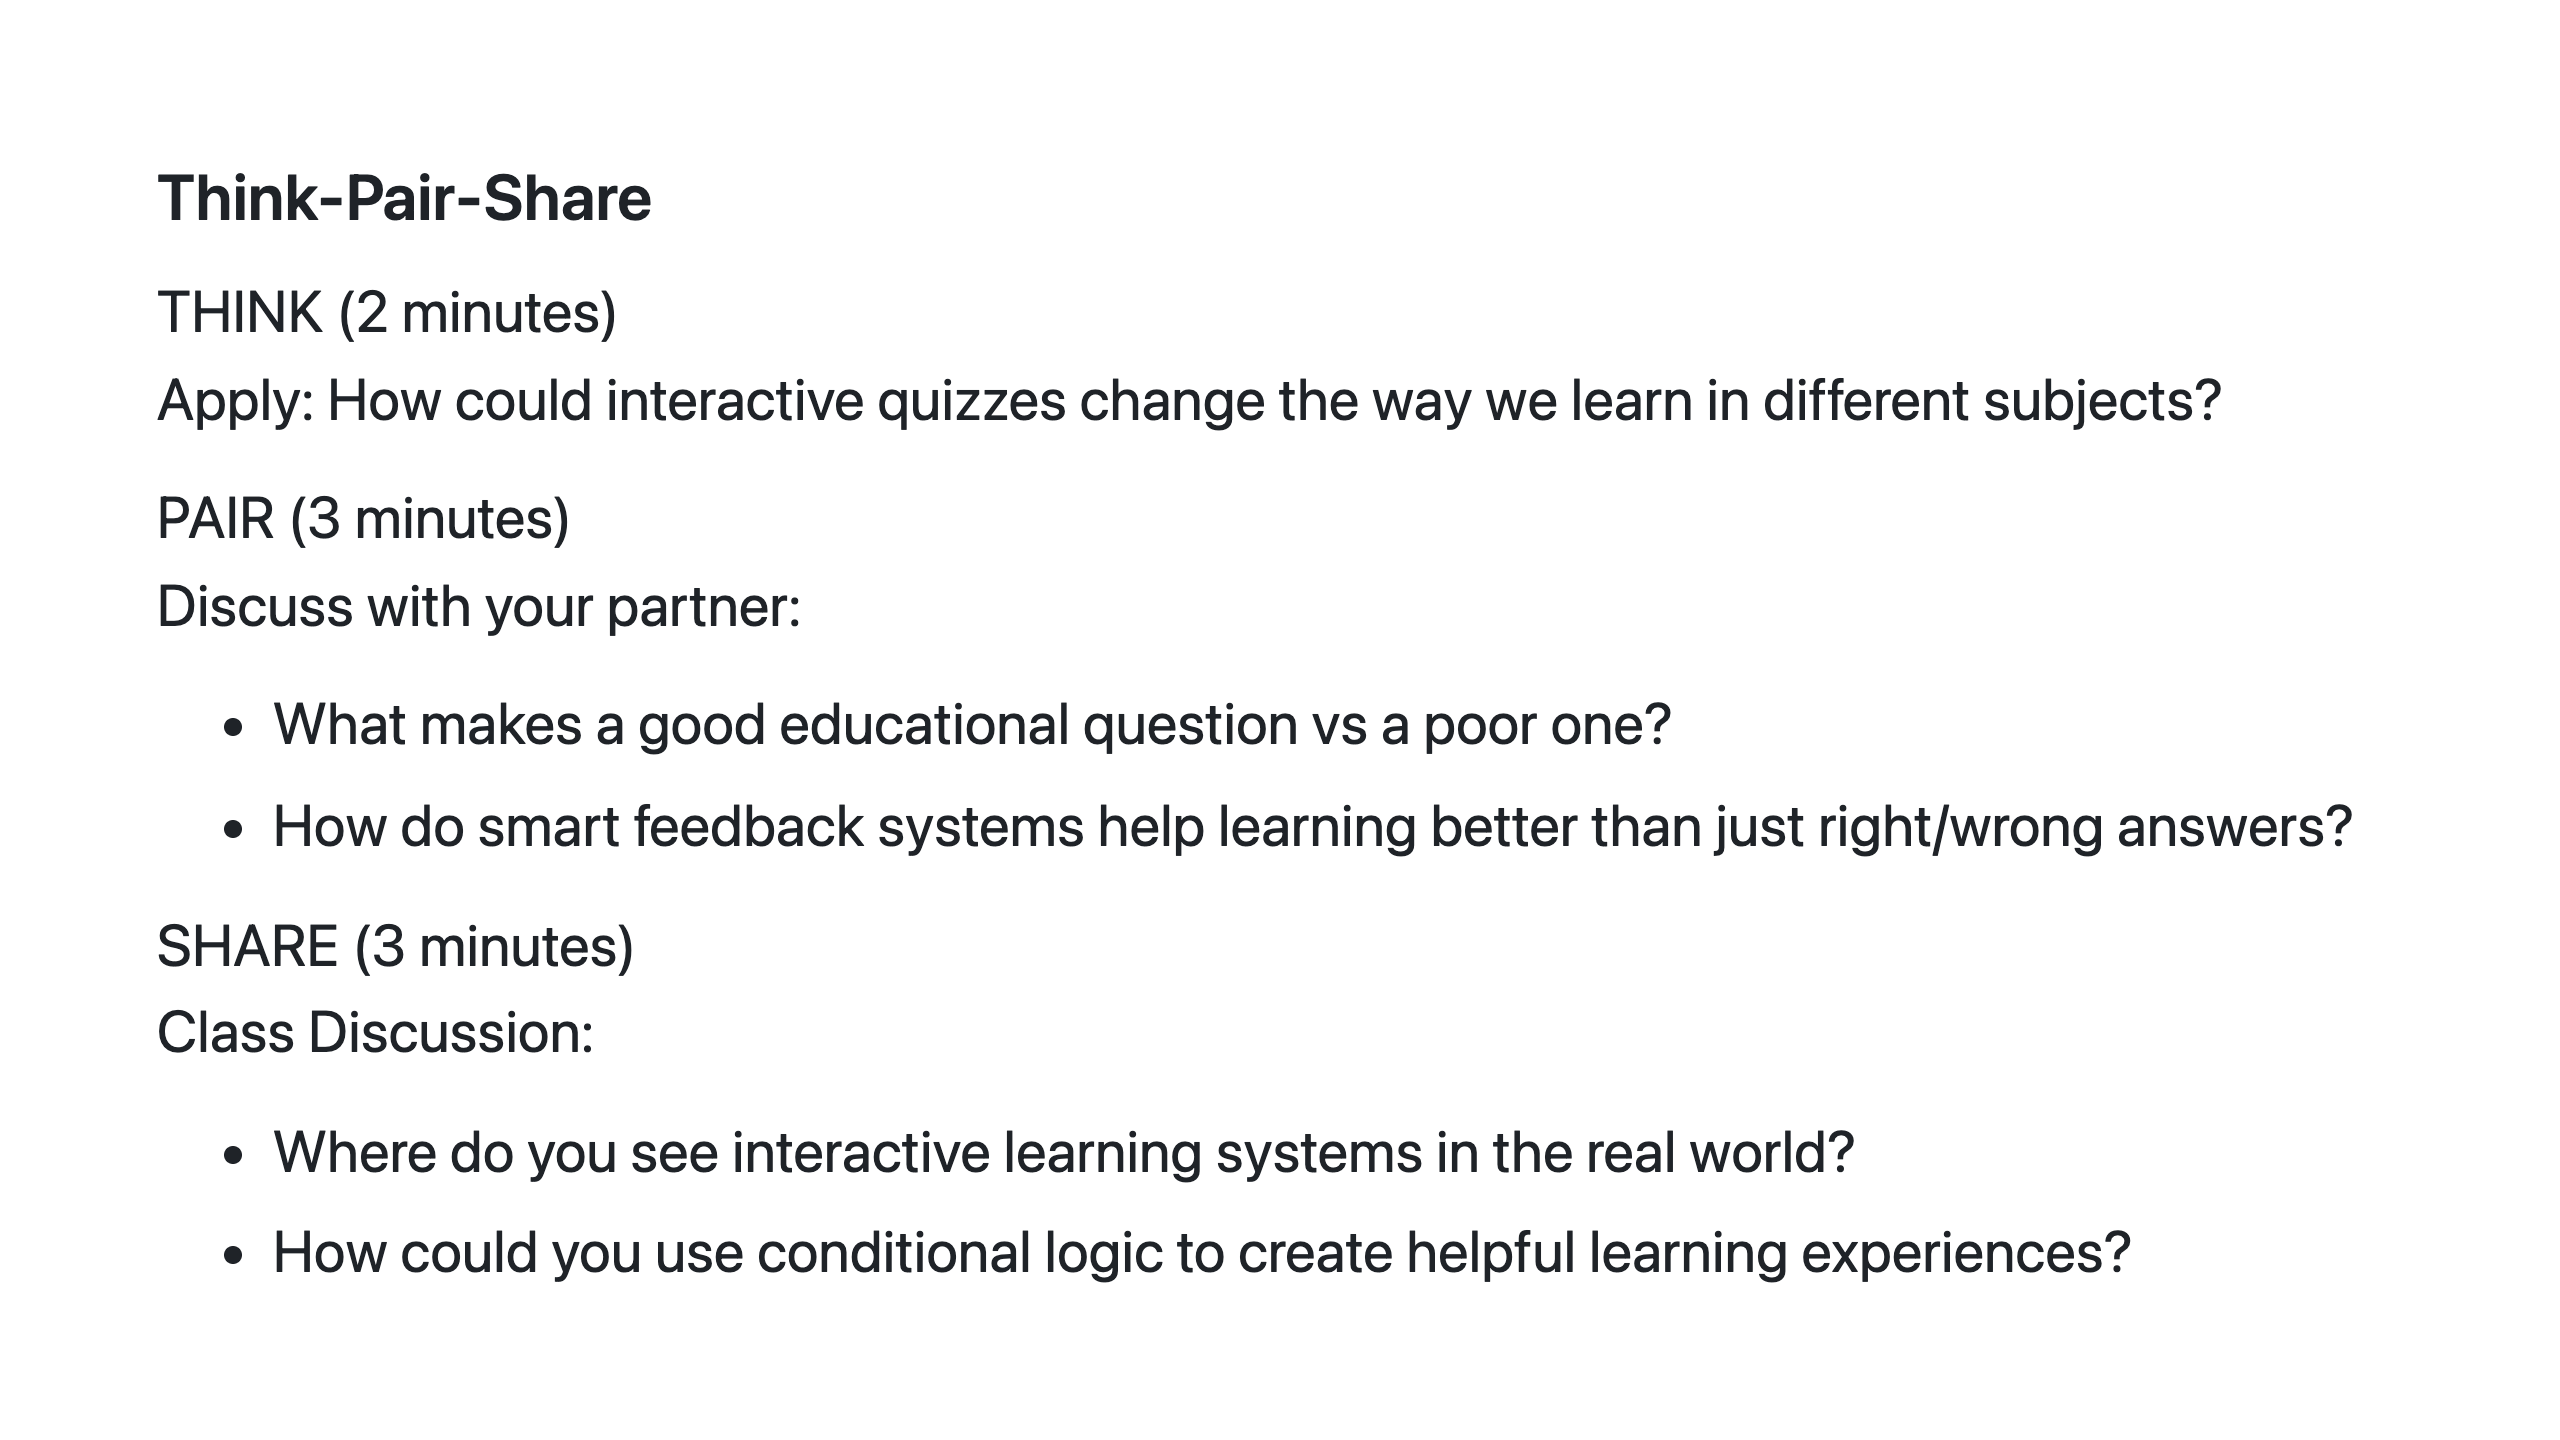 Think-Pair-Share
THINK (2 minutes)
Apply: How could interactive quizzes change the way we learn in different subjects?
PAIR (3 minutes)
Discuss with your partner:
• What makes a good educational question vs a poor one?
• How do smart feedback systems help learning better than just right/wrong answers?
SHARE (3 minutes)
Class Discussion:
• Where do you see interactive learning systems in the real world?
• How could you use conditional logic to create helpful learning experiences?